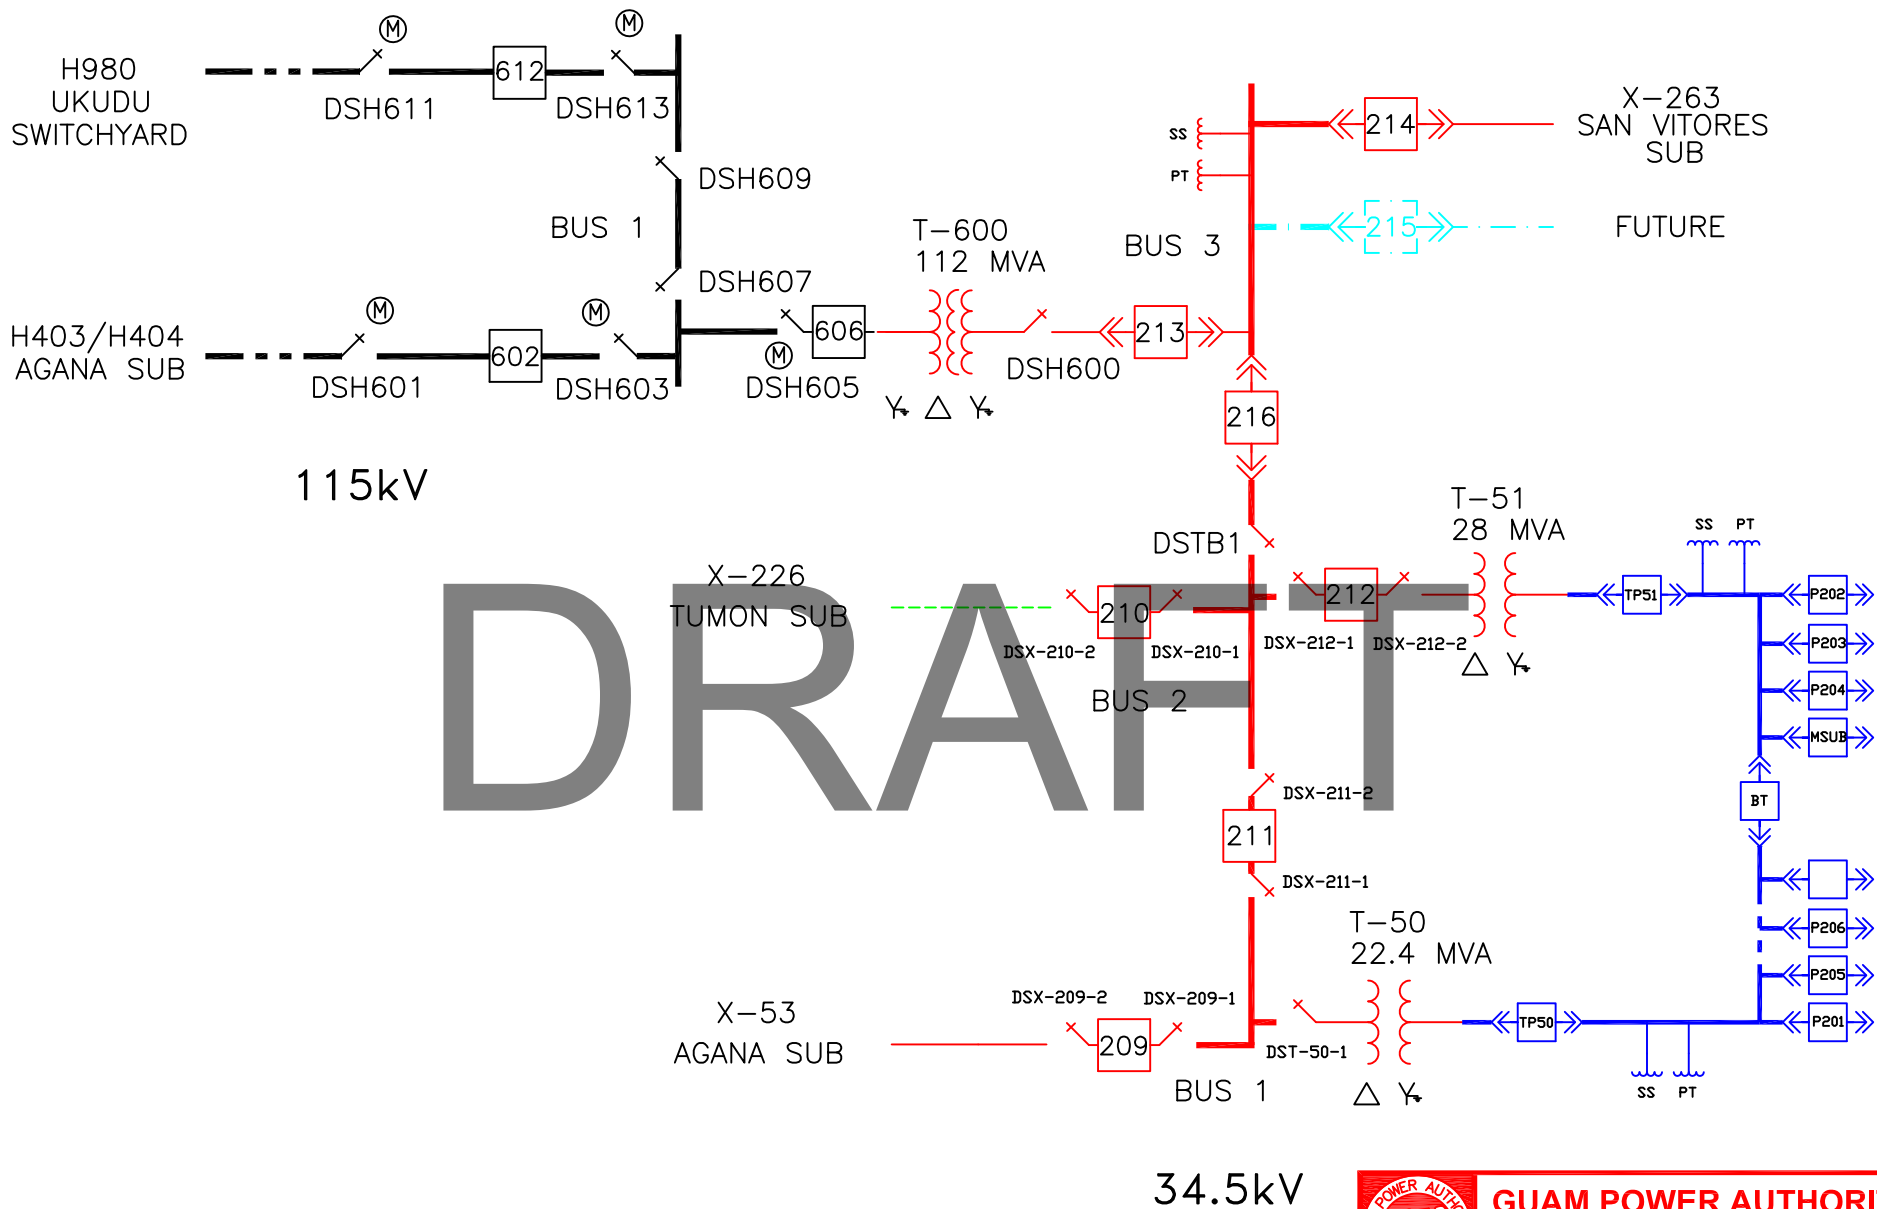 H980
UKUDU
SWITCHYARD
M
612
M
DSH611
DSH613
DSH609
BUS 1
DSH607
H403/H404
AGANA SUB
M
602
M
DSH601
DSH603
M
606
DSH605
T-600
112 MVA
DSH600
213
115kV
SS
PT
BUS 3
214
X-263
SAN VITORES
SUB
215
FUTURE
216
DSTB1
T-51
28 MVA
SS
PT
X-226
TUMON SUB
210
212
DSX-210-2
DSX-210-1
DSX-212-1
DSX-212-2
BUS 2
TP51
P202
P203
P204
MSUB
BT
DRAFT
DSX-211-2
211
DSX-211-1
T-50
22.4 MVA
P206
P205
P201
X-53
AGANA SUB
DSX-209-2
DSX-209-1
209
DST-50-1
BUS 1
TP50
SS
PT
34.5kV
POWER AUTHO
GUAM POWER AUTHORI